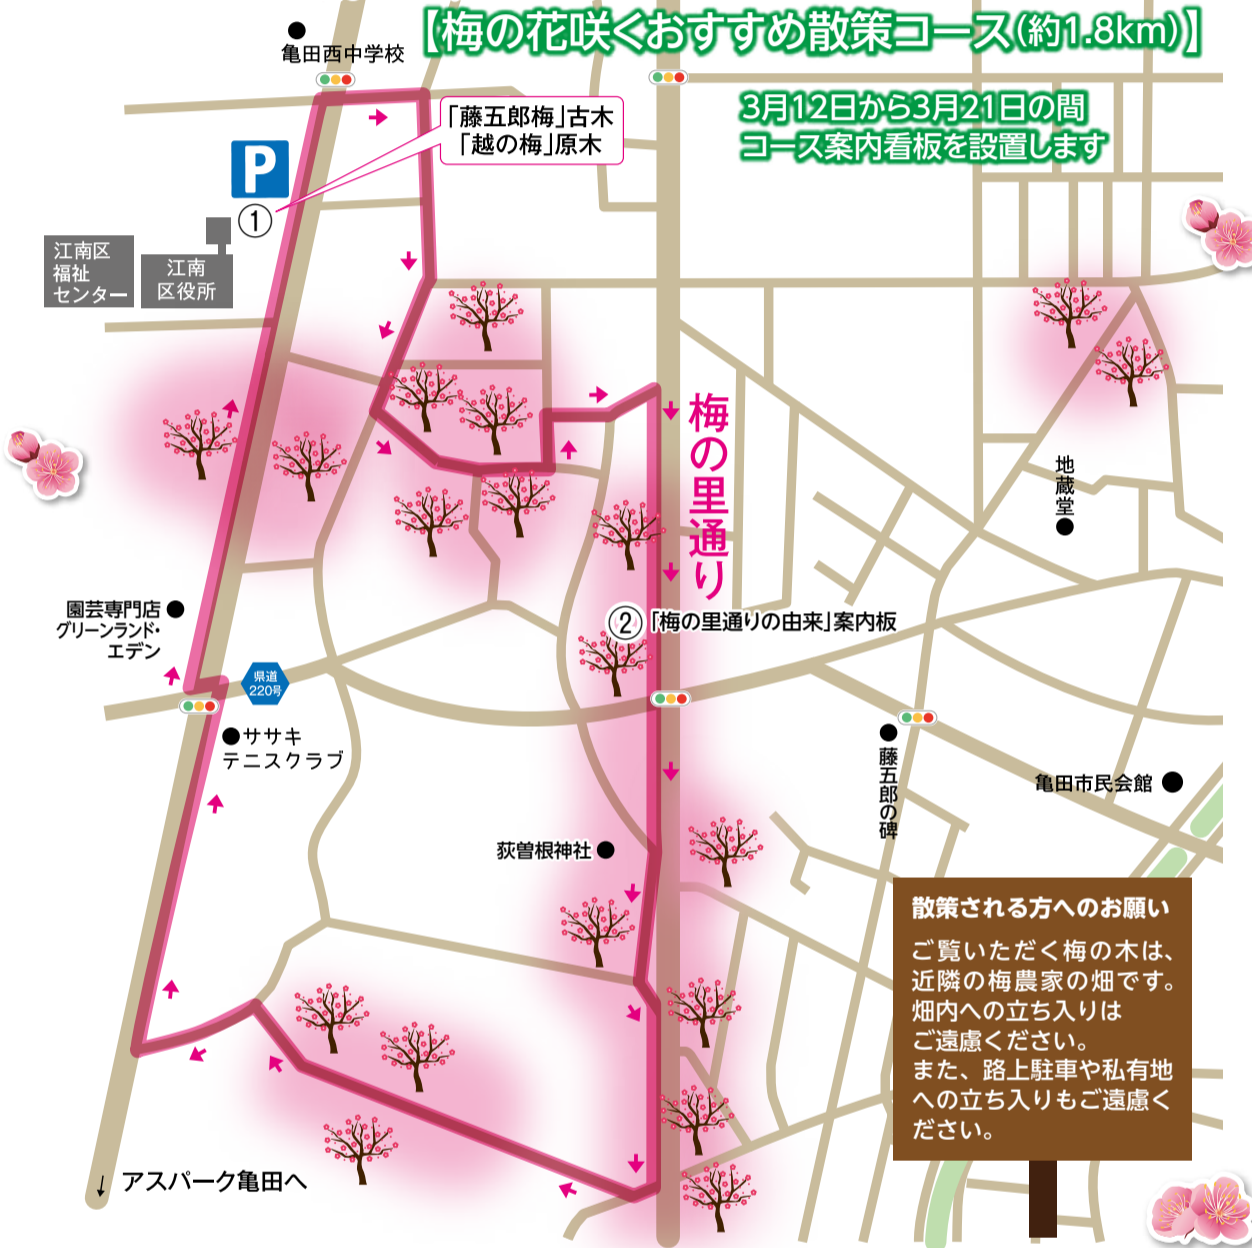 【梅の花咲くおすすめ散策コース(約1.8km)】
3月12日から3月21日の間
コース案内看板を設置します
亀田西中学校
「藤五郎梅」古木
「越の梅」原木
P
①
江南区
福祉
センター
江南
区役所
梅の里通り
地蔵堂
園芸専門店
グリーンランド・
エデン
②「梅の里通りの由来」案内板
県道
220号
ササキ
テニスクラブ
藤五郎の碑
亀田市民会館
荻曽根神社
散策される方へのお願い
ご覧いただく梅の木は、
近隣の梅農家の畑です。
畑内への立ち入りは
ご遠慮ください。
また、路上駐車や私有地
への立ち入りもご遠慮く
ださい。
アスパーク亀田へ